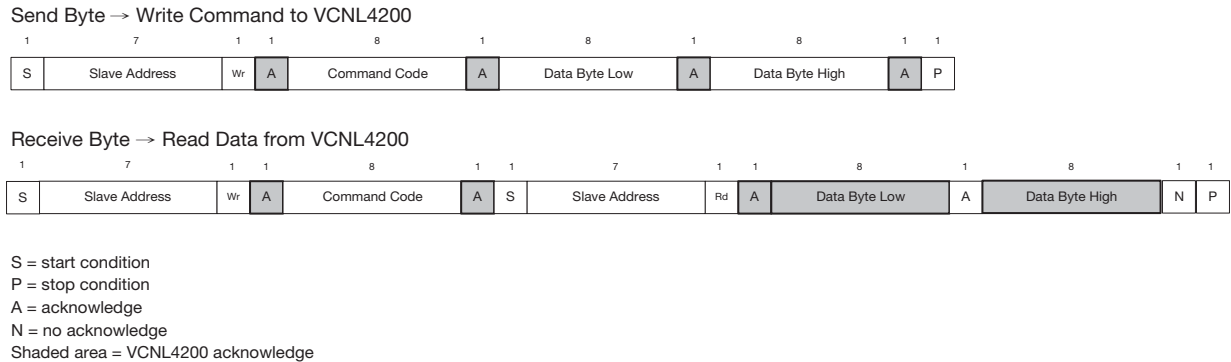 Send Byte → Write Command to VCNL4200
1 7 1 1 8 1 8 1 8 1 1
S Slave Address Wr A Command Code A Data Byte Low A Data Byte High A P
Receive Byte → Read Data from VCNL4200
1 7 1 1 8 1 1 7 1 1 8 1 8 1 1
S Slave Address Wr A Command Code A S Slave Address Rd A Data Byte Low A Data Byte High N P
S = start condition
P = stop condition
A = acknowledge
N = no acknowledge
Shaded area = VCNL4200 acknowledge